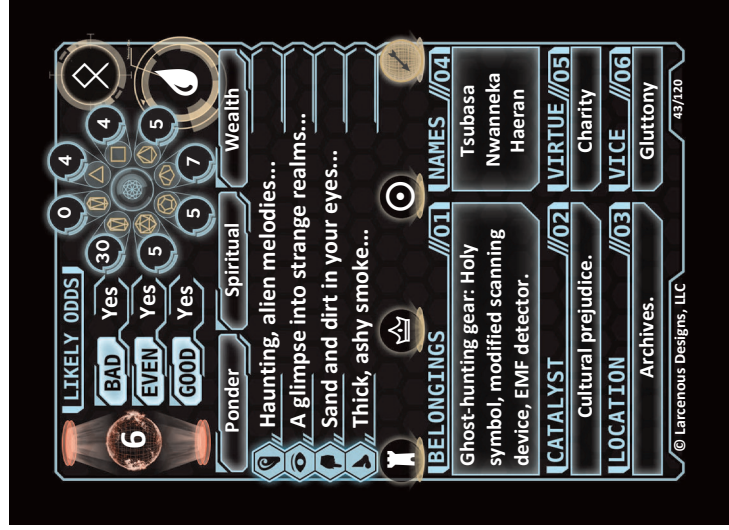 LIKELY ODDS
6
BAD Yes
EVEN Yes
GOOD Yes
0
4
4
5
7
5
5
30
Ponder
Spiritual
Wealth
Haunting, alien melodies...
A glimpse into strange realms...
Sand and dirt in your eyes...
Thick, ashy smoke...
BELONGINGS //01
Ghost-hunting gear: Holy
symbol, modified scanning
device, EMF detector.
NAMES //04
Tsubasa
Nwanneka
Haeran
CATALYST //02
Cultural prejudice.
VIRTUE //05
Charity
LOCATION //03
Archives.
VICE //06
Gluttony
© Larcenous Designs, LLC
43/120